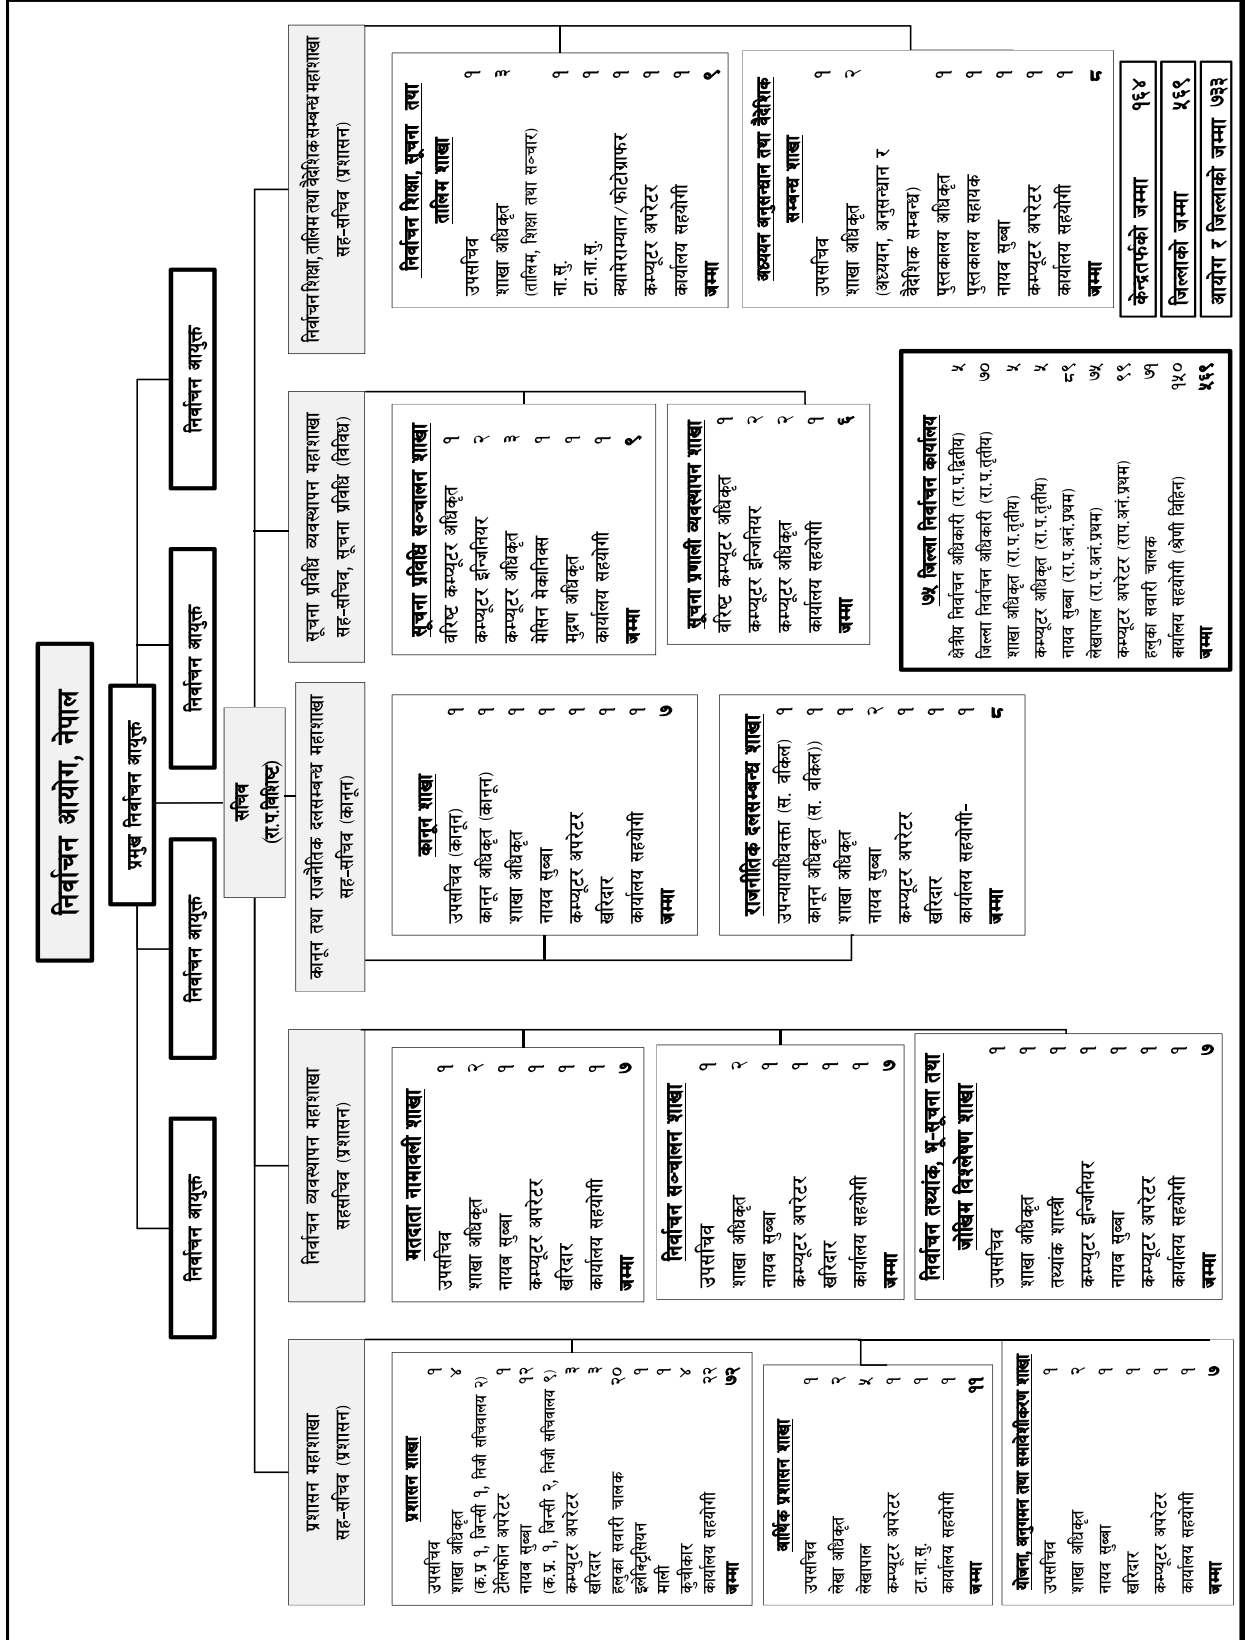 निर्वाचन आयोग, नेपाल
प्रमुख निर्वाचन आयुक्त
निर्वाचन आयुक्त
निर्वाचन आयुक्त
निर्वाचन आयुक्त
निर्वाचन आयुक्त
सचिव
(रा.प.विशिष्ट)
प्रशासन महाशाखा
सह-सचिव (प्रशासन)
प्रशासन शाखा
उपसचिव १
शाखा अधिकृत ४
(क.प्र १, जिन्सी १, निजी सचिवालय २)
टेलिफोन अपरेटर १
नायब सुब्बा १२
(क.प्र. १, जिन्सी २, निजी सचिवालय ९)
कम्प्युटर अपरेटर ३
खरिदार ३
हलुका सवारी चालक २०
इलेक्ट्रिसियन १
माली १
कुचीकार ४
कार्यालय सहयोगी २२
जम्मा ७२
आर्थिक प्रशासन शाखा
उपसचिव १
लेखा अधिकृत २
लेखापाल ५
कम्प्यूटर अपरेटर १
टा.ना.सु. १
कार्यालय सहयोगी १
जम्मा ११
योजना, अनुगमन तथा समावेशीकरण शाखा
उपसचिव १
शाखा अधिकृत २
नायव सुब्बा १
खरिदार १
कम्प्यूटर अपरेटर १
कार्यालय सहयोगी १
जम्मा ७
निर्वाचन व्यवस्थापन महाशाखा
सहसचिव (प्रशासन)
मतदाता नामावली शाखा
उपसचिव १
शाखा अधिकृत २
नायव सुब्बा १
कम्प्यूटर अपरेटर १
खरिदार १
कार्यालय सहयोगी १
जम्मा ७
निर्वाचन सञ्चालन शाखा
उपसचिव १
शाखा अधिकृत २
नायब सुब्बा १
कम्प्यूटर अपरेटर १
खरिदार १
कार्यालय सहयोगी १
जम्मा ७
निर्वाचन तथ्यांक, भू-सूचना तथा
जोखिम विश्लेषण शाखा
उपसचिव १
शाखा अधिकृत १
तथ्यांक शास्त्री १
कम्प्युटर इन्जिनियर १
नायब सुब्बा १
कम्प्यूटर अपरेटर १
कार्यालय सहयोगी १
जम्मा ७
कानून तथा राजनैतिक दलसम्बन्ध महाशाखा
सह-सचिव (कानून)
कानून शाखा
उपसचिव (कानून) १
कानून अधिकृत (कानून) १
शाखा अधिकृत १
नायव सुब्बा १
कम्प्यूटर अपरेटर १
खरिदार १
कार्यालय सहयोगी १
जम्मा ७
राजनीतिक दलसम्बन्ध शाखा
उपन्यायाधिवक्ता (स. वकिल) १
कानून अधिकृत (स. वकिल)) १
शाखा अधिकृत १
नायव सुब्बा २
कम्प्यूटर अपरेटर १
खरिदार १
कार्यालय सहयोगी- १
जम्मा ८
सूचना प्रविधि व्यवस्थापन महाशाखा
सह-सचिव, सूचना प्रविधि (विविध)
सूचना प्रविधि सञ्चालन शाखा
वरिष्ट कम्प्यूटर अधिकृत १
कम्प्यूटर इन्जिनियर २
कम्प्यूटर अधिकृत ३
मेसिन मेकानिक्स १
मुद्रण अधिकृत १
कार्यालय सहयोगी १
जम्मा ९
सूचना प्रणाली व्यवस्थापन शाखा
वरिष्ट कम्प्यूटर अधिकृत १
कम्प्यूटर इन्जिनियर २
कम्प्यूटर अधिकृत २
कार्यालय सहयोगी १
जम्मा ६
निर्वाचन शिक्षा, तालिम तथा वैदेशिक सम्बन्ध महाशाखा
सह-सचिव (प्रशासन)
निर्वाचन शिक्षा, सूचना तथा
तालिम शाखा
उपसचिव १
शाखा अधिकृत ३
(तालिम, शिक्षा तथा सञ्चार)
ना.सु. १
टा.ना.सु. १
क्यामेराम्यान/फोटोग्राफर १
कम्प्यूटर अपरेटर १
कार्यालय सहयोगी १
जम्मा ९
अध्ययन अनुसन्धान तथा वैदेशिक
सम्बन्ध शाखा
उपसचिव १
शाखा अधिकृत २
(अध्ययन, अनुसन्धान र
वैदेशिक सम्बन्ध)
पुस्तकालय अधिकृत १
पुस्तकालय सहायक १
नायव सुब्बा १
कम्प्यूटर अपरेटर १
कार्यालय सहयोगी १
जम्मा ८
७५ जिल्ला निर्वाचन कार्यालय
क्षेत्रीय निर्वाचन अधिकारी (रा.प.द्वितीय) ५
जिल्ला निर्वाचन अधिकारी (रा.प.तृतीय) ७०
शाखा अधिकृत (रा.प.तृतीय) ५
कम्प्यूटर अधिकृत (रा.प.तृतीय) ५
नायव सुब्बा (रा.प.अनं.प्रथम) ८९
लेखापाल (रा.प.अनं.प्रथम) ७५
कम्प्यूटर अपरेटर (राप.अनं.प्रथम) ९९
हलुका सवारी चालक ७१
कार्यालय सहयोगी (श्रेणी विहिन) १५०
जम्मा ५६९
केन्द्रतर्फको जम्मा १६४
जिल्लाको जम्मा ५६९
आयोग र जिल्लाको जम्मा ७३३